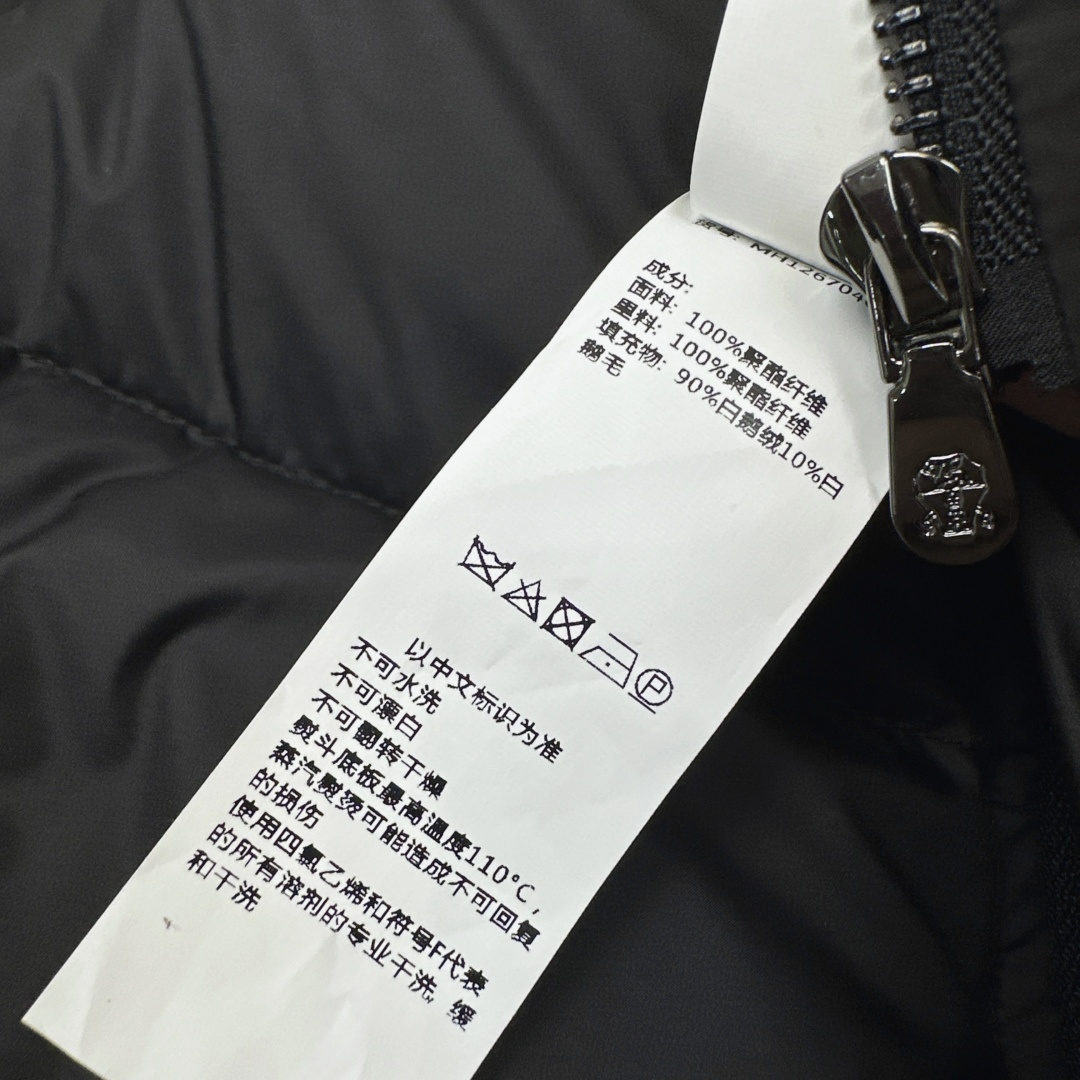 货号: MH126704
成分:
面料: 100%聚酯纤维
里料: 100%聚酯纤维
填充物: 90%白鹅绒10%白
鹅毛
P
以中文标识为准
不可水洗
不可漂白
不可翻转干燥
熨斗底板最高温度110°C,
蒸汽熨烫可能造成不可回复
的损伤
使用四氯乙烯和符号F代表
的所有溶剂的专业干洗, 缓
和干洗